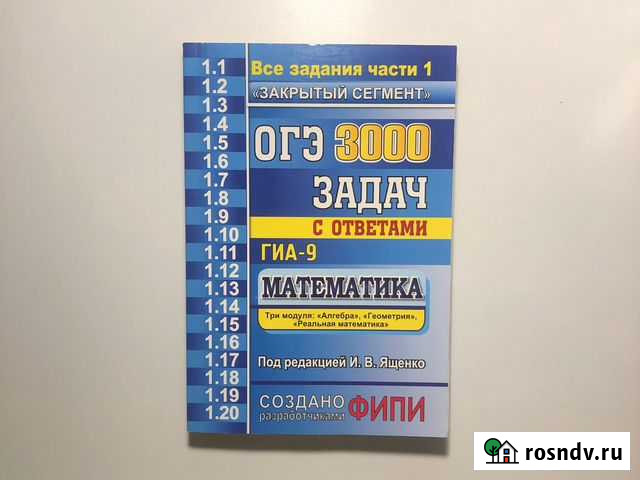 1.1
1.2
1.3
1.4
1.5
1.6
1.7
1.8
1.9
1.10
1.11
1.12
1.13
1.14
1.15
1.16
1.17
1.18
1.19
1.20
Все задания части 1
«ЗАКРЫТЫЙ СЕГМЕНТ»
ОГЭ 3000
ЗАДАЧ
С ОТВЕТАМИ
ГИА-9
МАТЕМАТИКА
Три модуля: «Алгебра», «Геометрия»,
«Реальная математика»
Под редакцией И. В. Ященко
СОЗДАНО
разработчиками ФИПИ
rosndv.ru